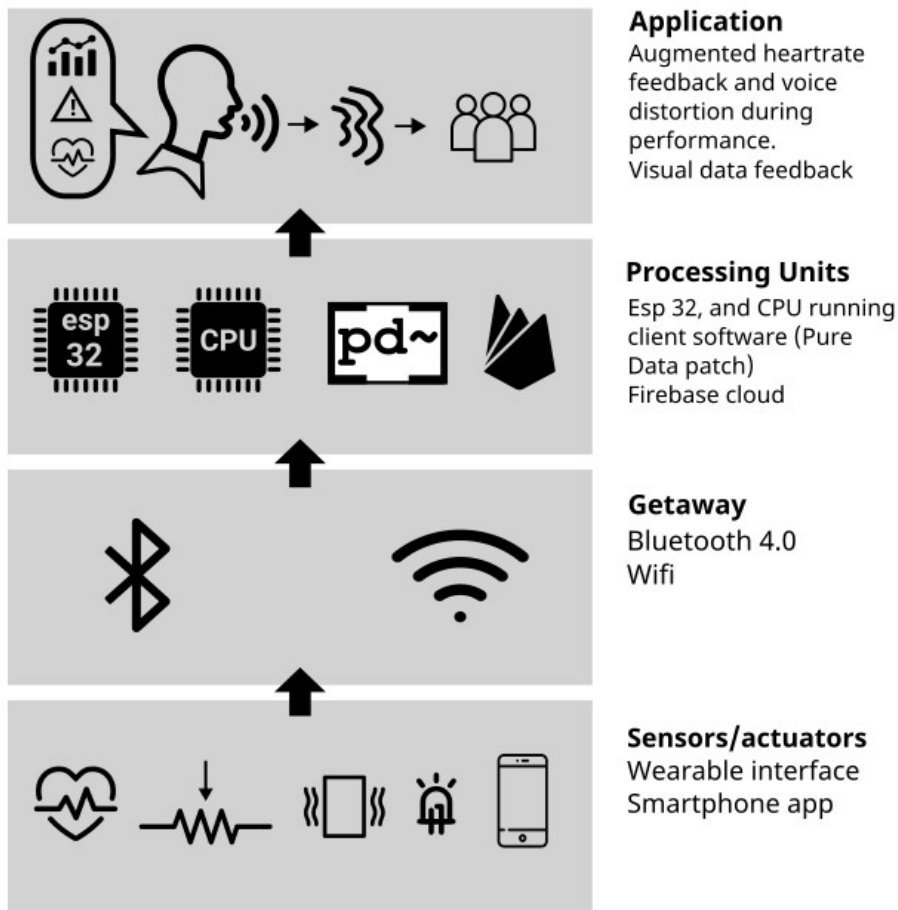 Application
Augmented heartrate
feedback and voice
distortion during
performance.
Visual data feedback
esp
32
CPU
pd~
Processing Units
Esp 32, and CPU running
client software (Pure
Data patch)
Firebase cloud
Getaway
Bluetooth 4.0
Wifi
Sensors/actuators
Wearable interface
Smartphone app